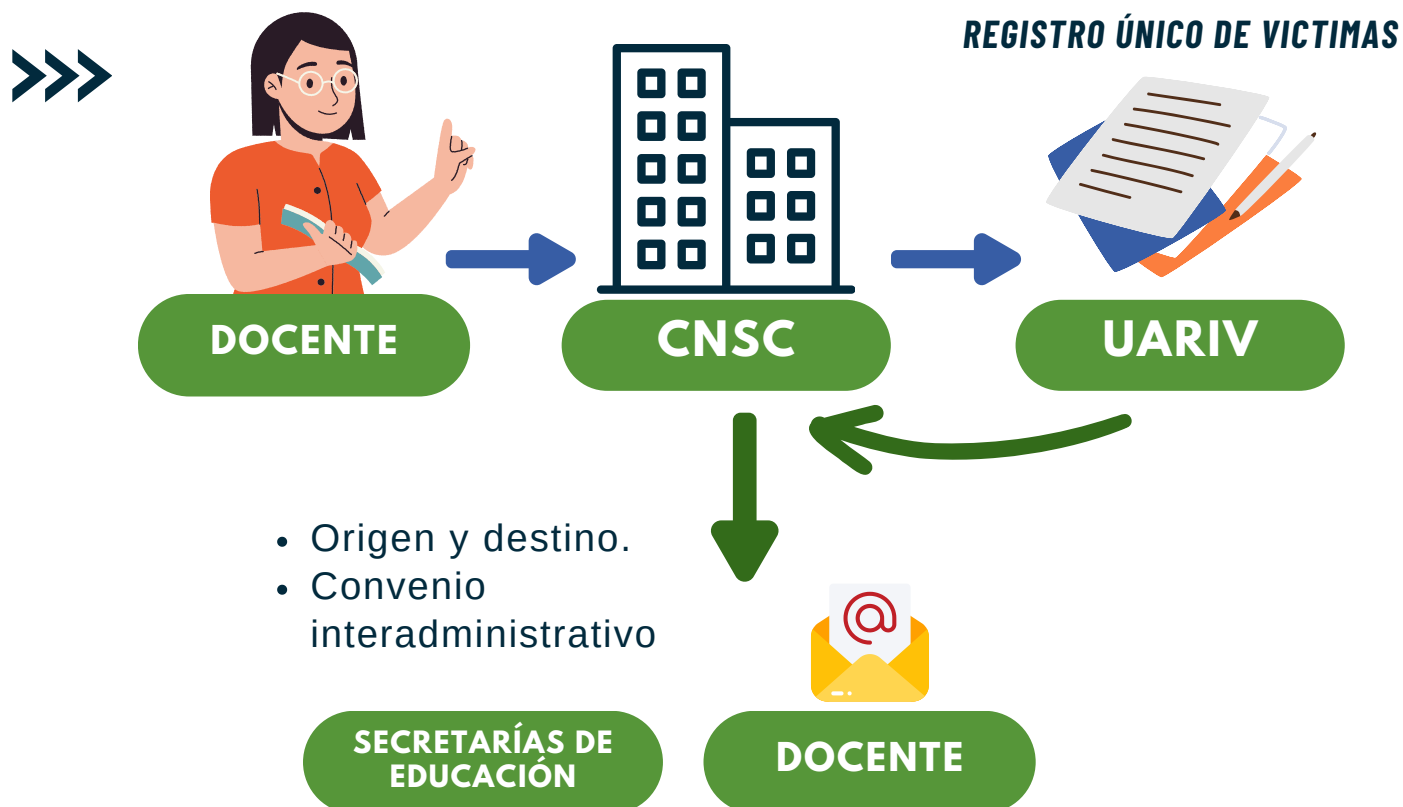 REGISTRO ÚNICO DE VICTIMAS
DOCENTE
CNSC
UARIV
• Origen y destino.
• Convenio
interadministrativo
SECRETARÍAS DE
EDUCACIÓN
DOCENTE